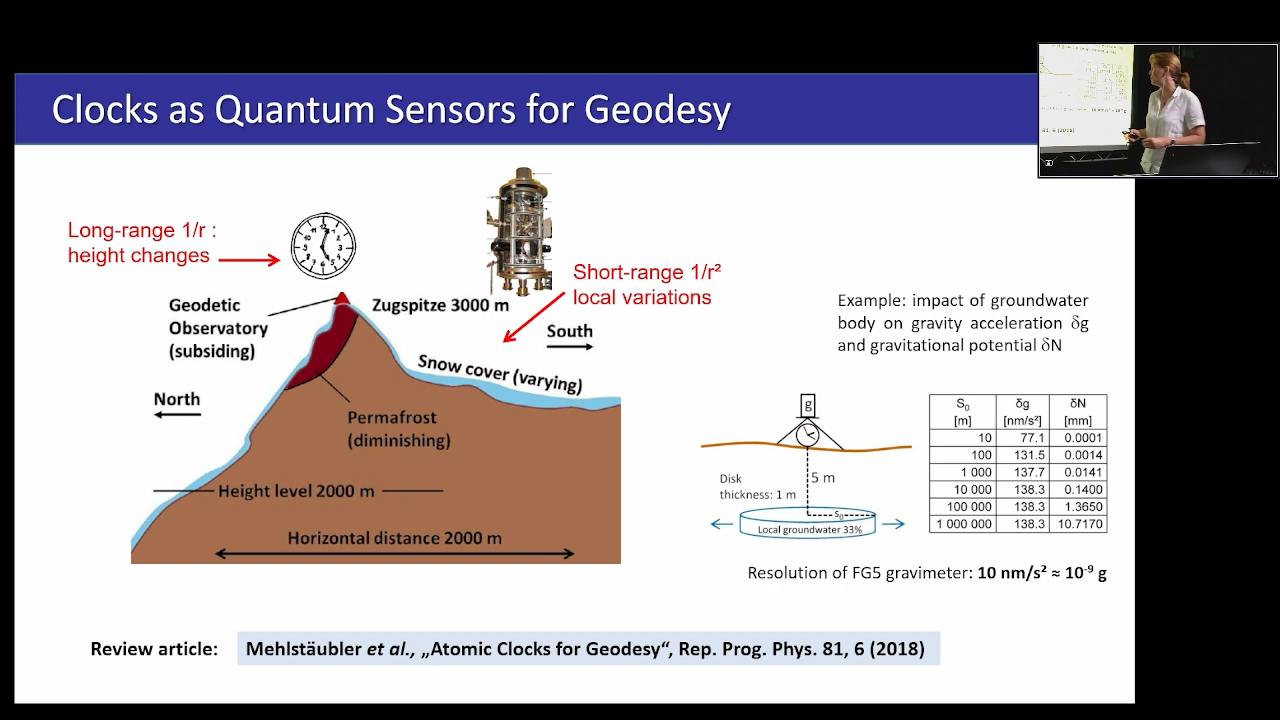 Clocks as Quantum Sensors for Geodesy
Long-range 1/r :
height changes
Short-range 1/r²
local variations
Geodetic
Observatory
(subsiding)
Zugspitze 3000 m
South
Snow cover (varying)
North
Permafrost
(diminishing)
Height level 2000 m
Horizontal distance 2000 m
Example: impact of groundwater
body on gravity acceleration δg
and gravitational potential δN
g
5 m
Disk
thickness: 1 m
S₀
Local groundwater 33%
S₀ δg δN
[m] [nm/s²] [mm]
10 77.1 0.0001
100 131.5 0.0014
1 000 137.7 0.0141
10 000 138.3 0.1400
100 000 138.3 1.3650
1 000 000 138.3 10.7170
Resolution of FG5 gravimeter: 10 nm/s² ≈ 10⁻⁹ g
Review article: Mehlstäubler et al., „Atomic Clocks for Geodesy“, Rep. Prog. Phys. 81, 6 (2018)
81, 6 (2018)